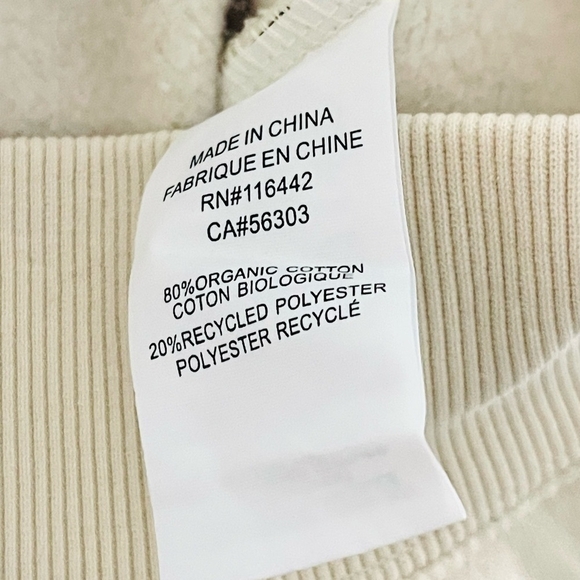 MADE IN CHINA
FABRIQUE EN CHINE
RN#116442
CA#56303
80%ORGANIC COTTON
COTON BIOLOGIQUE
20%RECYCLED POLYESTER
POLYESTER RECYCLÉ